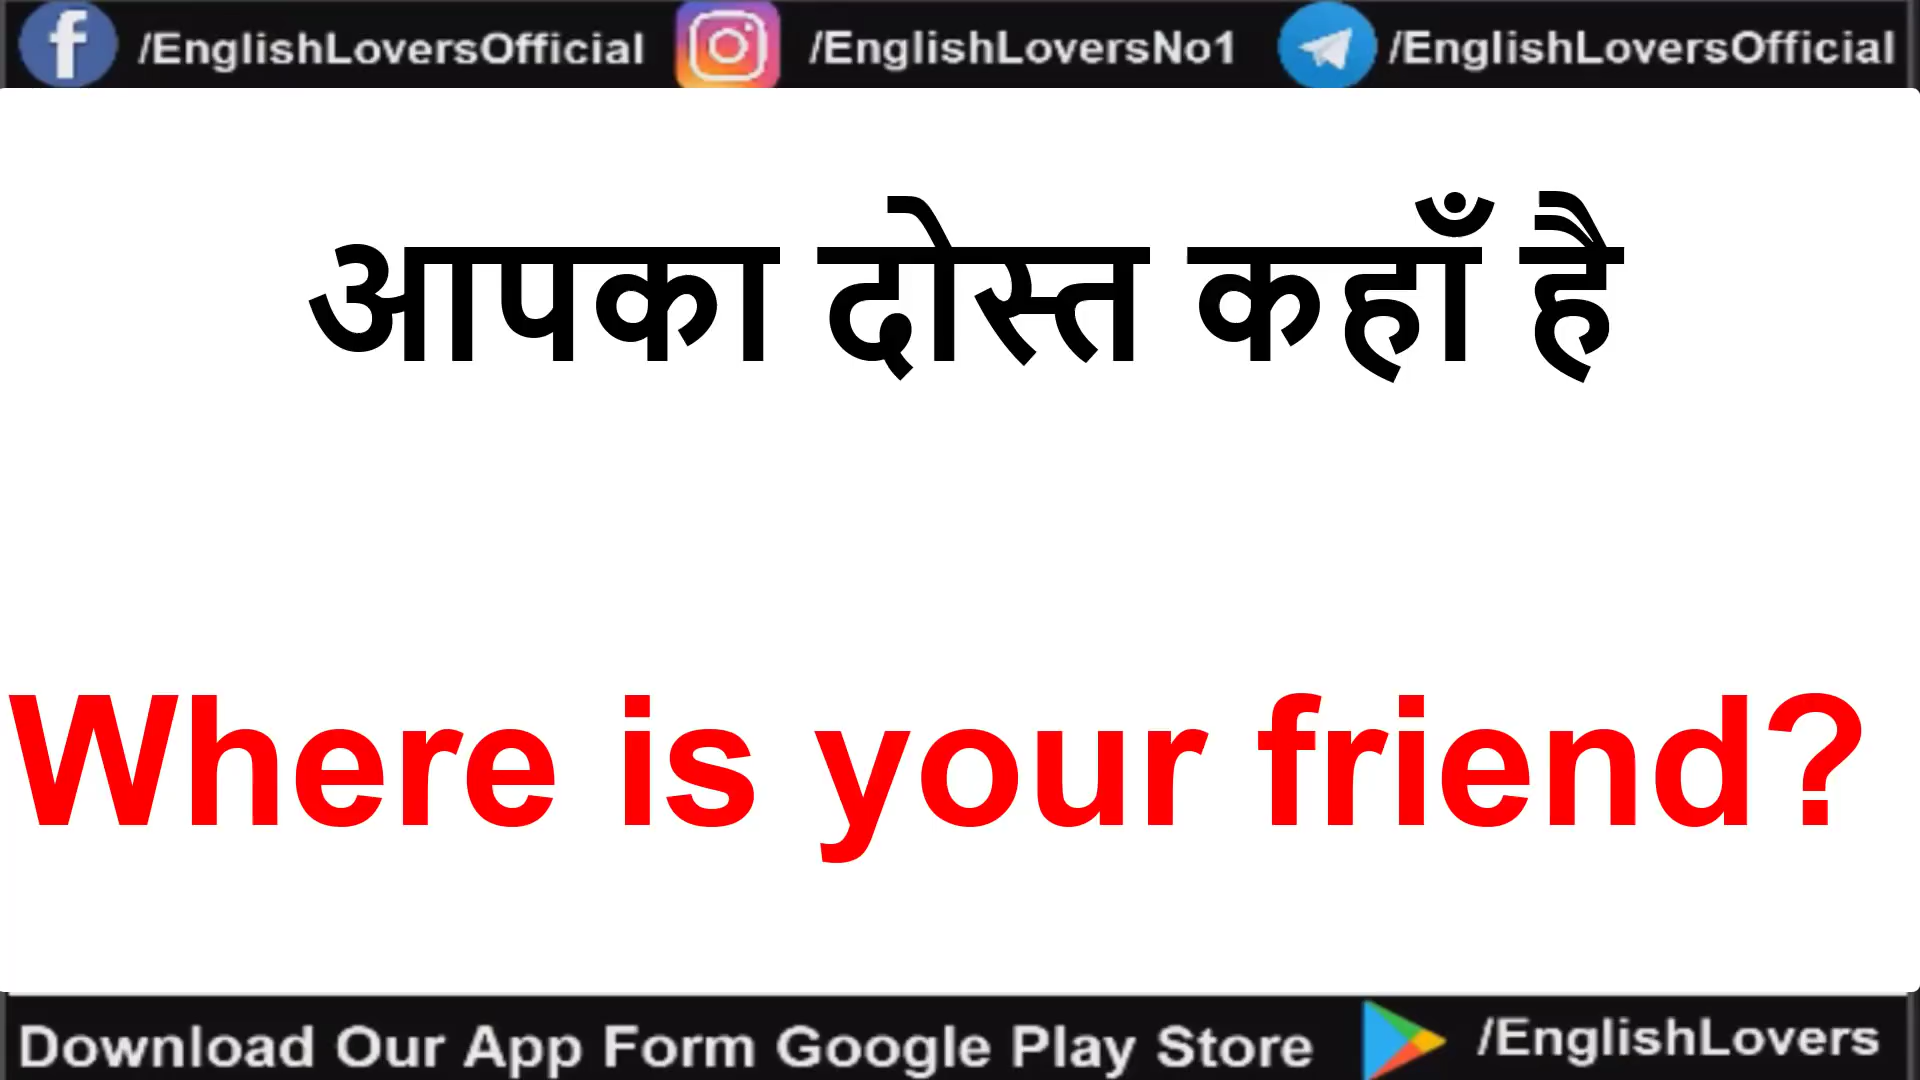 /EnglishLoversOfficial /EnglishLoversNo1 /EnglishLoversOfficial
आपका दोस्त कहाँ है
Where is your friend?
Download Our App Form Google Play Store /EnglishLovers